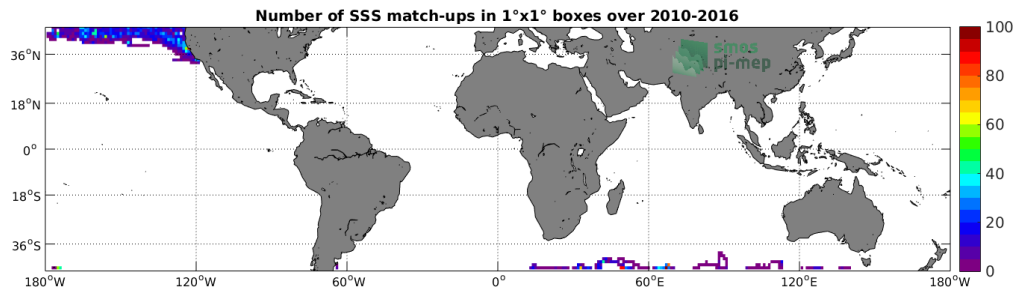 Number of SSS match-ups in 1°x1° boxes over 2010-2016
smos
pi-mep
36°N
18°N
0°
18°S
36°S
180°W 120°W 60°W 0° 60°E 120°E 180°W
100
80
60
40
20
0